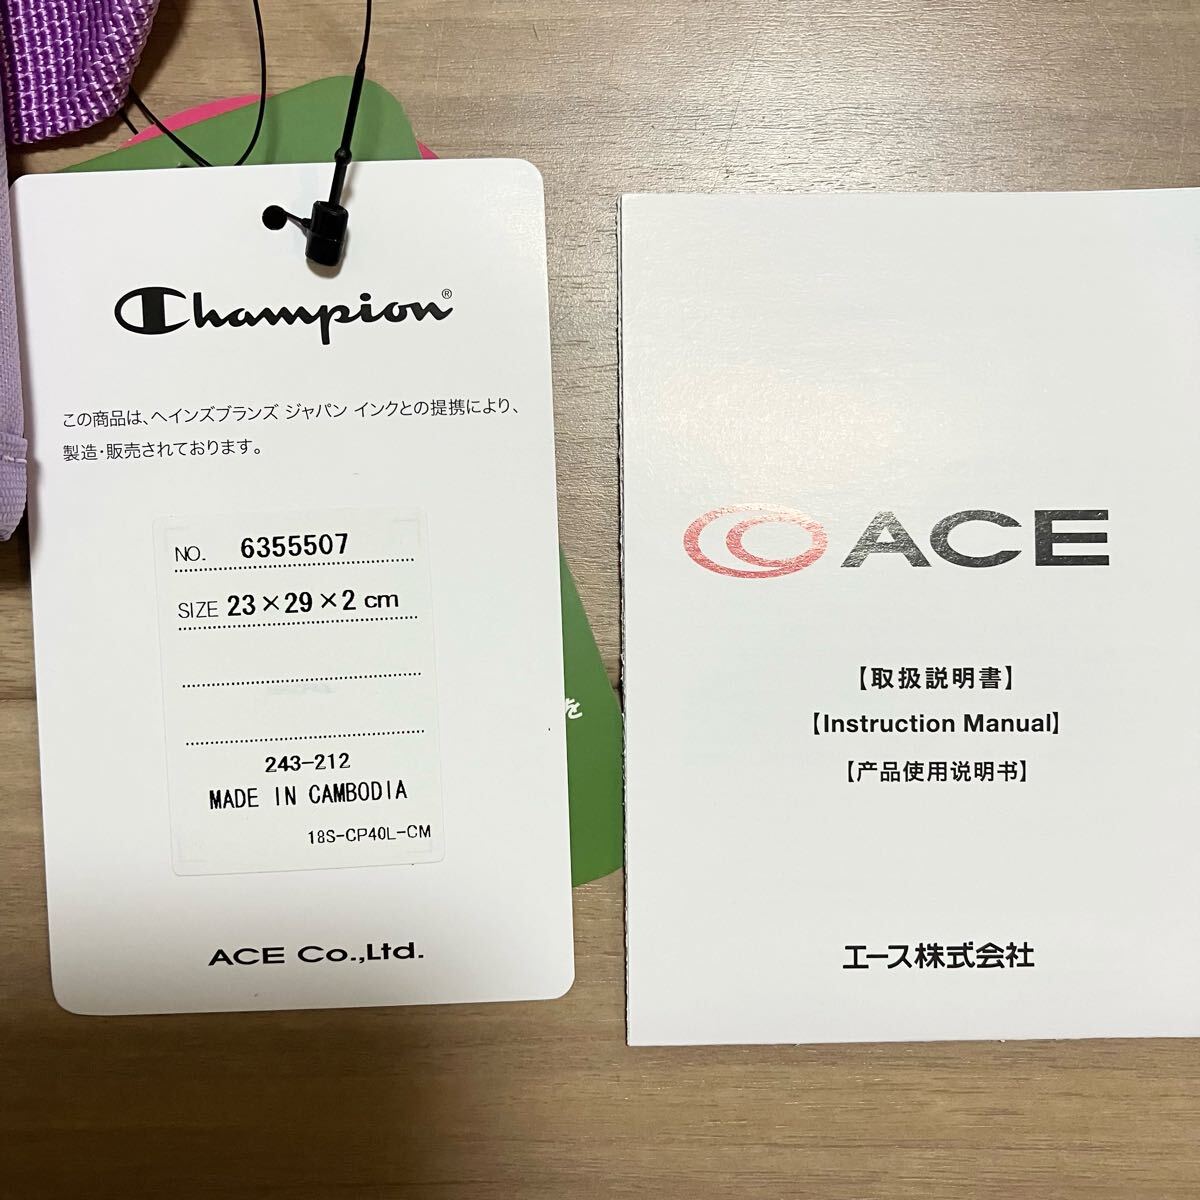 Champion®
この商品は、ヘインズブランズ ジャパン インクとの提携により、
製造・販売されております。
NO. 6355507
SIZE 23×29×2 cm
243-212
MADE IN CAMBODIA
18S-CP40L-CM
ACE Co.,Ltd.
を
ACE
【取扱説明書】
【Instruction Manual】
【产品使用说明书】
エース株式会社